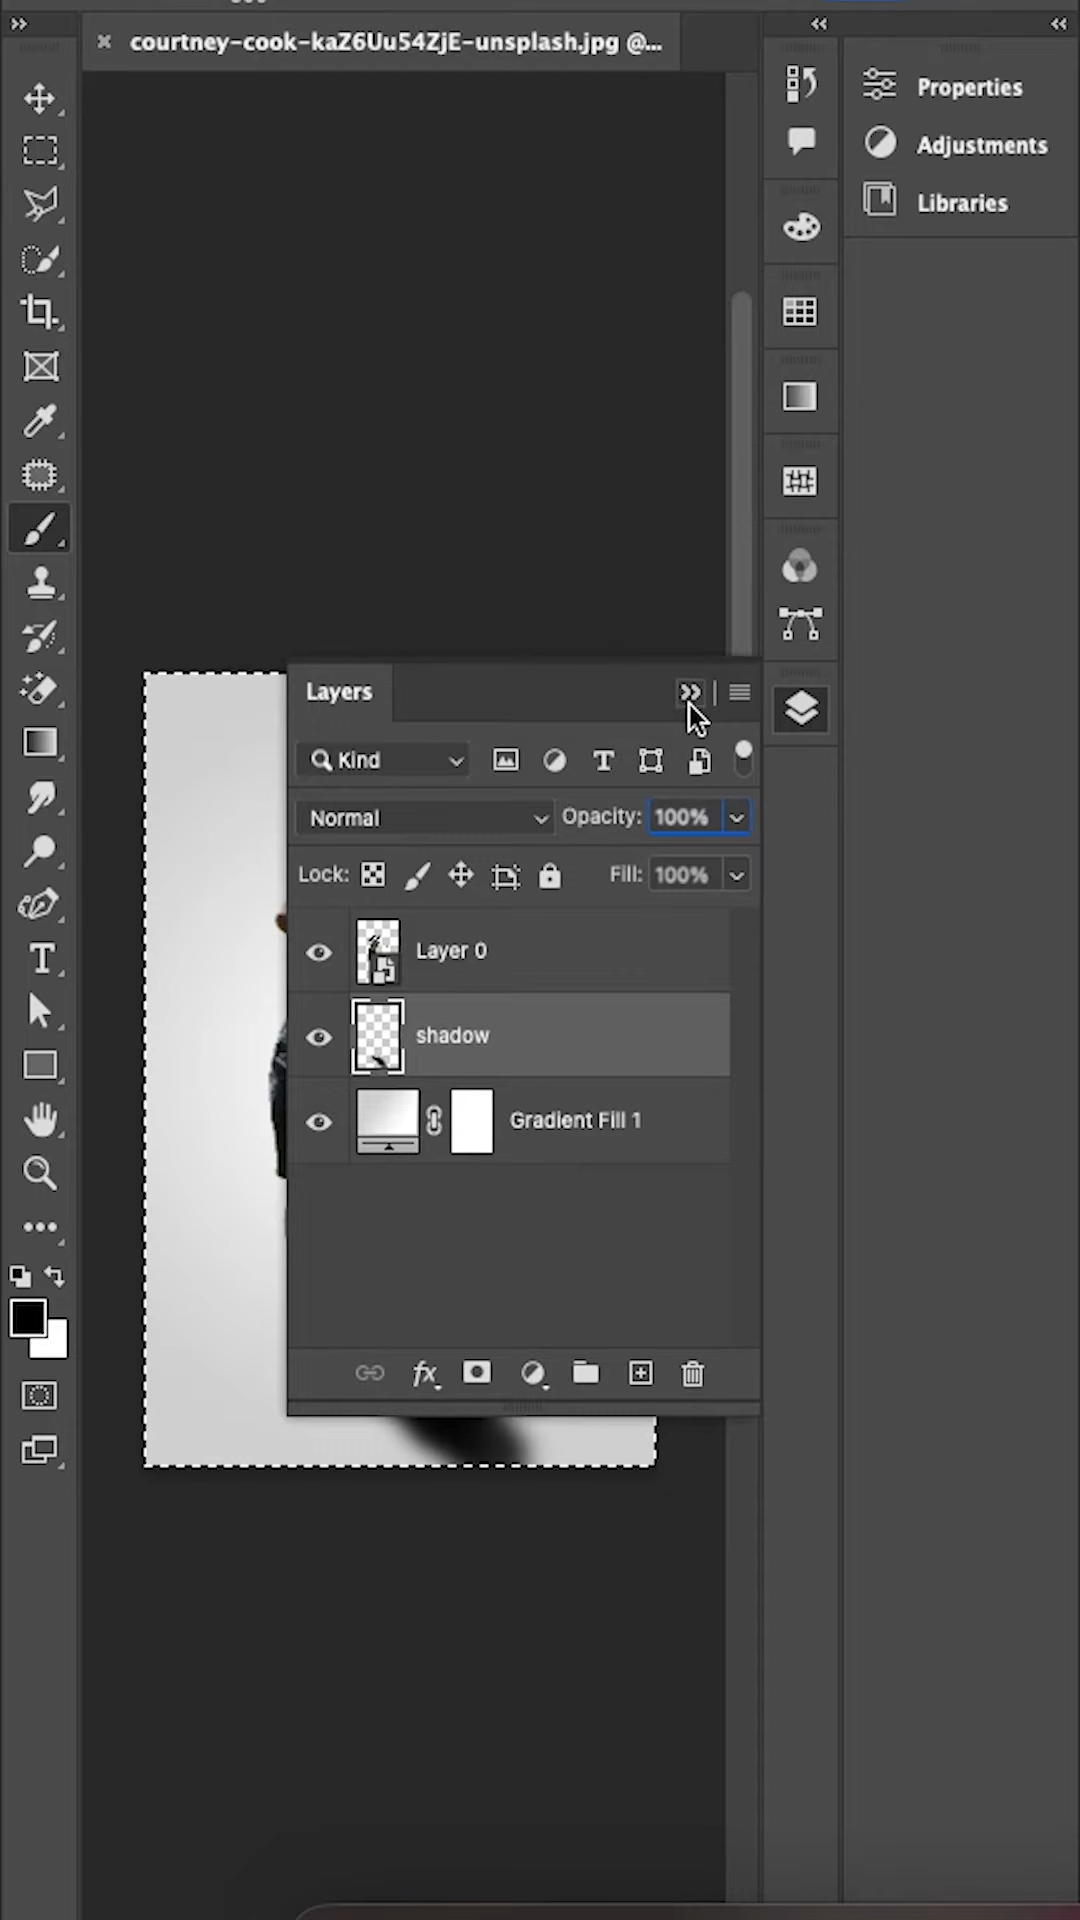 courtney-cook-kaZ6Uu54ZjE-unsplash.jpg @...
Properties
Adjustments
Libraries
Layers
Kind
Normal
Opacity: 100%
Lock:
Fill: 100%
Layer 0
shadow
Gradient Fill 1
fx